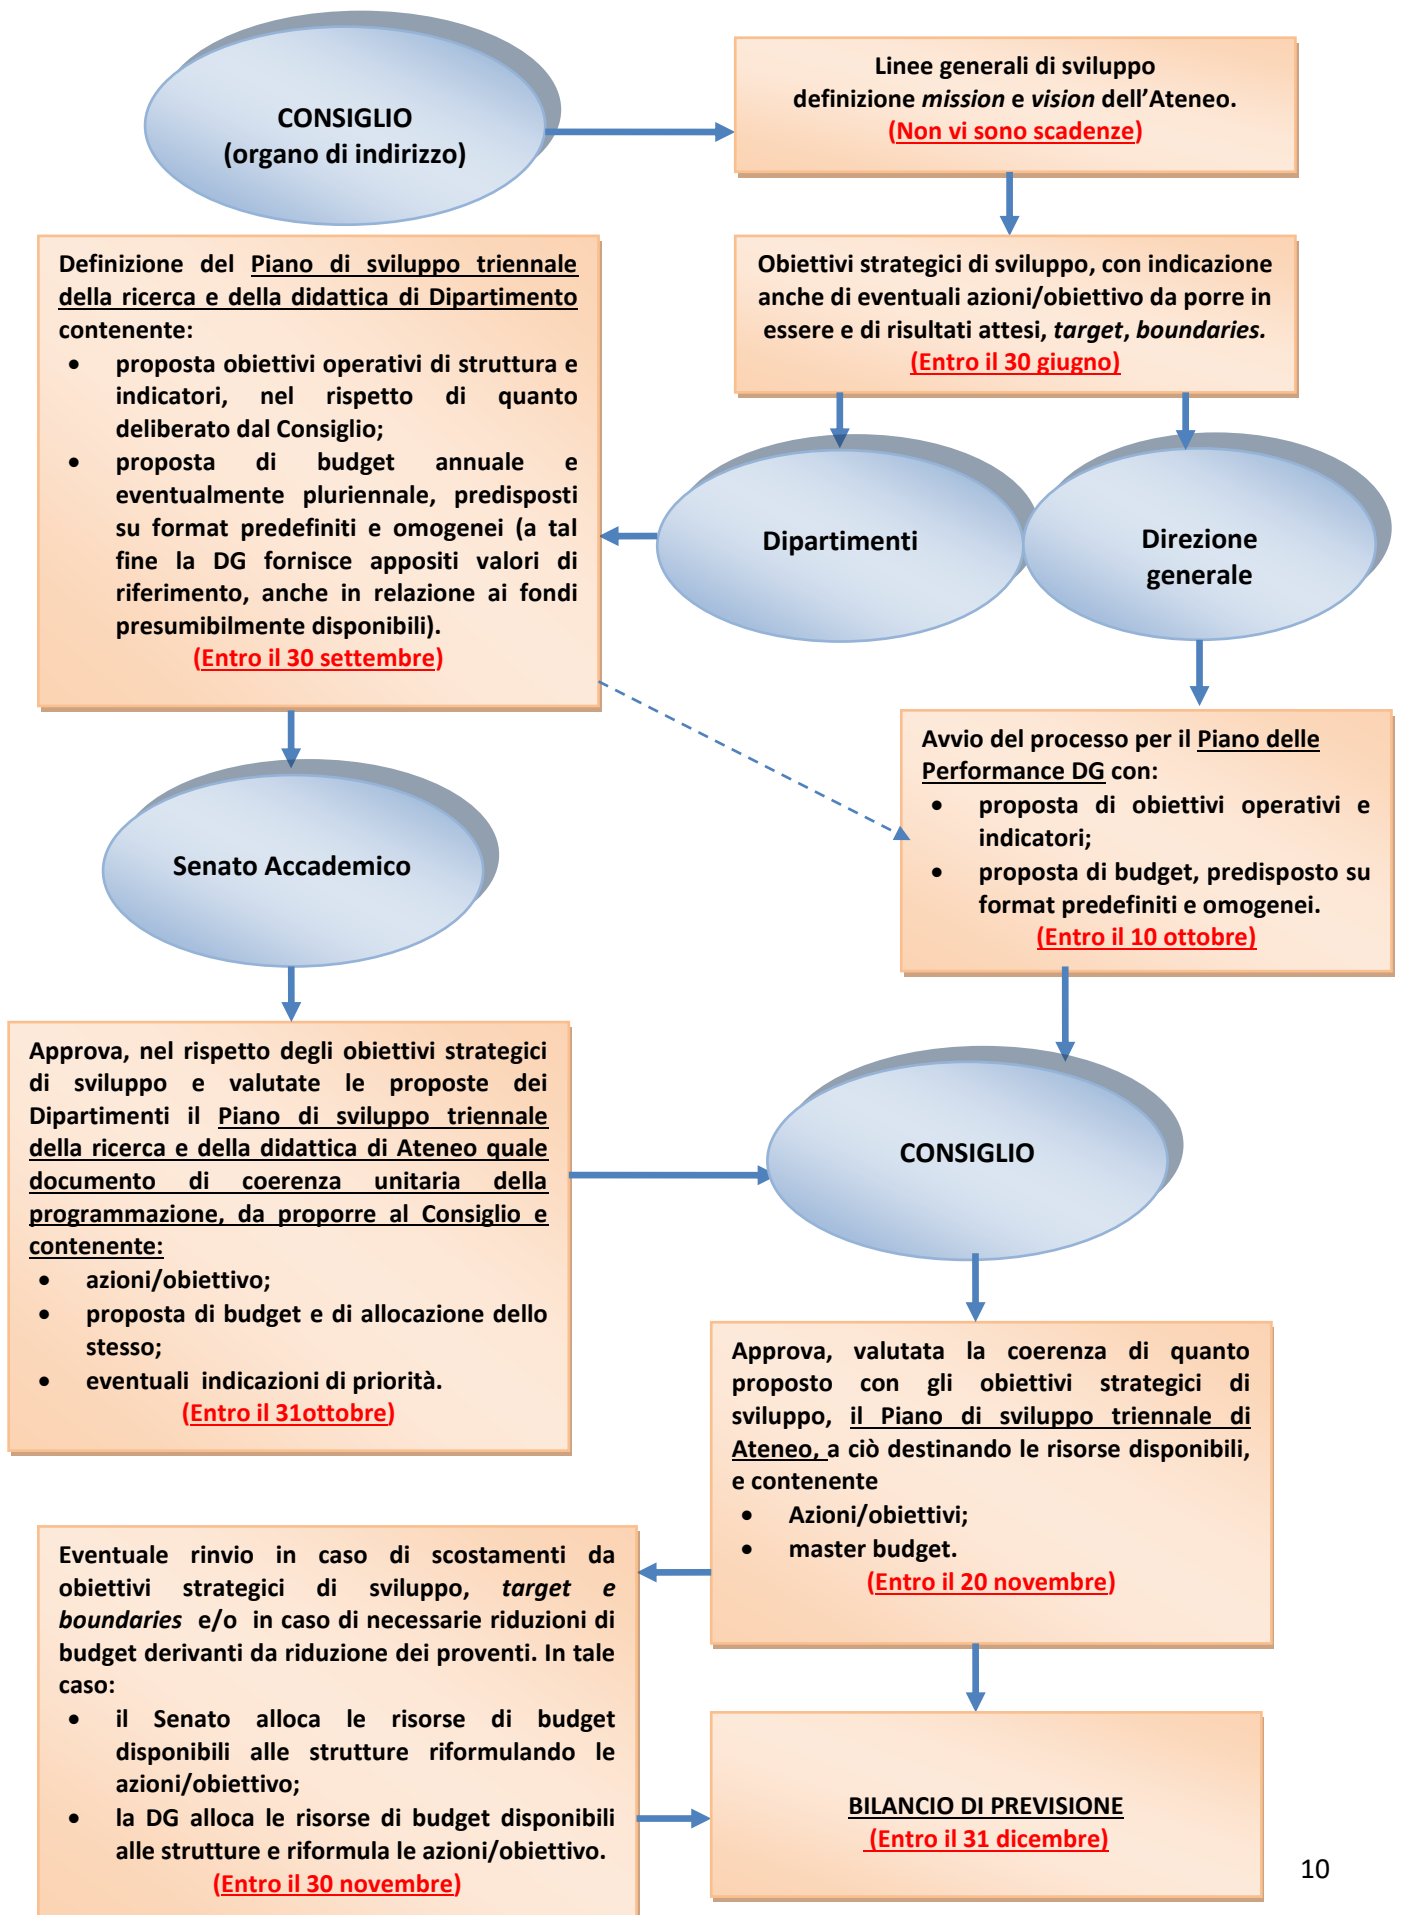 CONSIGLIO
(organo di indirizzo)
Linee generali di sviluppo
definizione mission e vision dell’Ateneo.
(Non vi sono scadenze)
Obiettivi strategici di sviluppo, con indicazione
anche di eventuali azioni/obiettivo da porre in
essere e di risultati attesi, target, boundaries.
(Entro il 30 giugno)
Definizione del Piano di sviluppo triennale
della ricerca e della didattica di Dipartimento
contenente:
• proposta obiettivi operativi di struttura e
indicatori, nel rispetto di quanto
deliberato dal Consiglio;
• proposta di budget annuale e
eventualmente pluriennale, predisposti
su format predefiniti e omogenei (a tal
fine la DG fornisce appositi valori di
riferimento, anche in relazione ai fondi
presumibilmente disponibili).
(Entro il 30 settembre)
Dipartimenti
Direzione
generale
Avvio del processo per il Piano delle
Performance DG con:
• proposta di obiettivi operativi e
indicatori;
• proposta di budget, predisposto su
format predefiniti e omogenei.
(Entro il 10 ottobre)
Senato Accademico
Approva, nel rispetto degli obiettivi strategici
di sviluppo e valutate le proposte dei
Dipartimenti il Piano di sviluppo triennale
della ricerca e della didattica di Ateneo quale
documento di coerenza unitaria della
programmazione, da proporre al Consiglio e
contenente:
• azioni/obiettivo;
• proposta di budget e di allocazione dello
stesso;
• eventuali indicazioni di priorità.
(Entro il 31ottobre)
CONSIGLIO
Approva, valutata la coerenza di quanto
proposto con gli obiettivi strategici di
sviluppo, il Piano di sviluppo triennale di
Ateneo, a ciò destinando le risorse disponibili,
e contenente
• Azioni/obiettivi;
• master budget.
(Entro il 20 novembre)
Eventuale rinvio in caso di scostamenti da
obiettivi strategici di sviluppo, target e
boundaries e/o in caso di necessarie riduzioni di
budget derivanti da riduzione dei proventi. In tale
caso:
• il Senato alloca le risorse di budget
disponibili alle strutture riformulando le
azioni/obiettivo;
• la DG alloca le risorse di budget disponibili
alle strutture e riformula le azioni/obiettivo.
(Entro il 30 novembre)
BILANCIO DI PREVISIONE
(Entro il 31 dicembre)
10